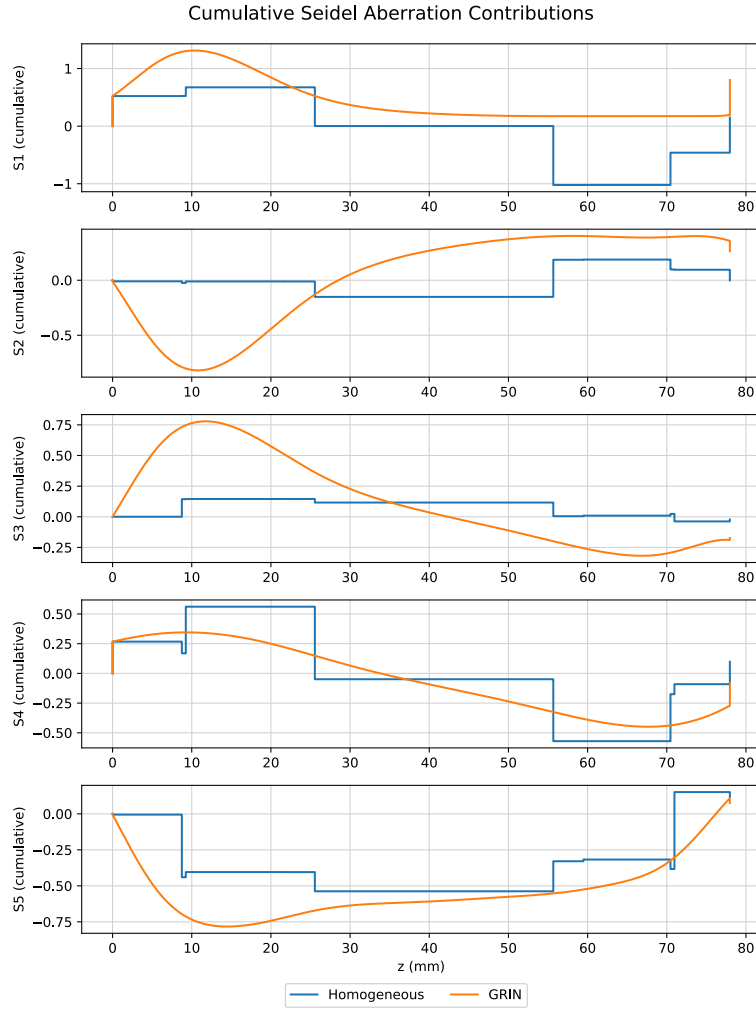 Cumulative Seidel Aberration Contributions
S1 (cumulative)
1
0
−1
0 10 20 30 40 50 60 70 80
S2 (cumulative)
0.0
−0.5
0 10 20 30 40 50 60 70 80
S3 (cumulative)
0.75
0.50
0.25
0.00
−0.25
0 10 20 30 40 50 60 70 80
S4 (cumulative)
0.50
0.25
0.00
−0.25
−0.50
0 10 20 30 40 50 60 70 80
S5 (cumulative)
0.00
−0.25
−0.50
−0.75
0 10 20 30 40 50 60 70 80
z (mm)
Homogeneous GRIN